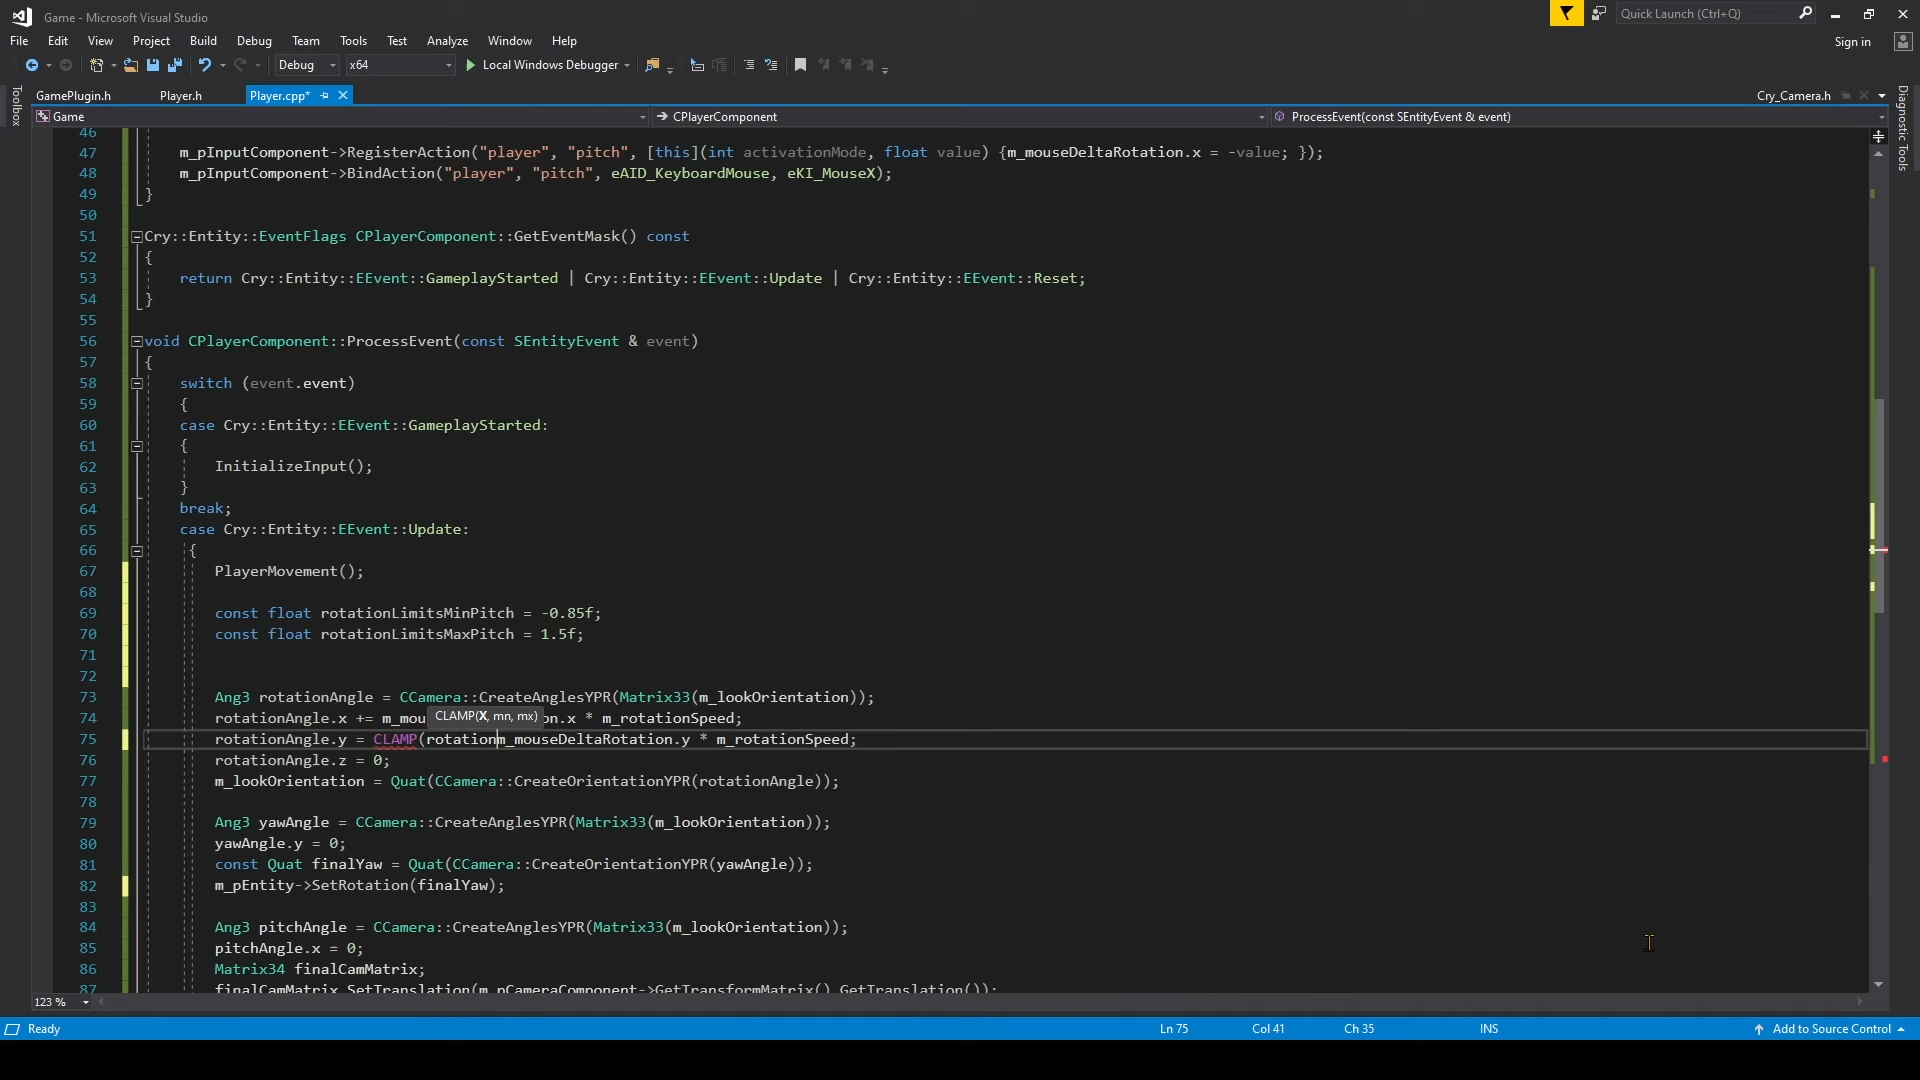 Game - Microsoft Visual Studio
Quick Launch (Ctrl+Q)
File Edit View Project Build Debug Team Tools Test Analyze Window Help
Sign in
Debug x64 Local Windows Debugger
Toolbox
GamePlugin.h Player.h Player.cpp* Cry_Camera.h
Diagnostic Tools
Game CPlayerComponent ProcessEvent(const SEntityEvent & event)
46
47 m_pInputComponent->RegisterAction("player", "pitch", [this](int activationMode, float value) {m_mouseDeltaRotation.x = -value; });
48 m_pInputComponent->BindAction("player", "pitch", eAID_KeyboardMouse, eKI_MouseX);
49 }
50
51 Cry::Entity::EventFlags CPlayerComponent::GetEventMask() const
52 {
53 return Cry::Entity::EEvent::GameplayStarted | Cry::Entity::EEvent::Update | Cry::Entity::EEvent::Reset;
54 }
55
56 void CPlayerComponent::ProcessEvent(const SEntityEvent & event)
57 {
58 switch (event.event)
59 {
60 case Cry::Entity::EEvent::GameplayStarted:
61 {
62 InitializeInput();
63 }
64 break;
65 case Cry::Entity::EEvent::Update:
66 {
67 PlayerMovement();
68
69 const float rotationLimitsMinPitch = -0.85f;
70 const float rotationLimitsMaxPitch = 1.5f;
71
72
73 Ang3 rotationAngle = CCamera::CreateAnglesYPR(Matrix33(m_lookOrientation));
74 rotationAngle.x += m_mou CLAMP(X, mn, mx) on.x * m_rotationSpeed;
75 rotationAngle.y = CLAMP(rotationm_mouseDeltaRotation.y * m_rotationSpeed;
76 rotationAngle.z = 0;
77 m_lookOrientation = Quat(CCamera::CreateOrientationYPR(rotationAngle));
78
79 Ang3 yawAngle = CCamera::CreateAnglesYPR(Matrix33(m_lookOrientation));
80 yawAngle.y = 0;
81 const Quat finalYaw = Quat(CCamera::CreateOrientationYPR(yawAngle));
82 m_pEntity->SetRotation(finalYaw);
83
84 Ang3 pitchAngle = CCamera::CreateAnglesYPR(Matrix33(m_lookOrientation));
85 pitchAngle.x = 0;
86 Matrix34 finalCamMatrix;
87 finalCamMatrix.SetTranslation(m_pCameraComponent->GetTransformMatrix().GetTranslation());
123 %
Ready Ln 75 Col 41 Ch 35 INS Add to Source Control